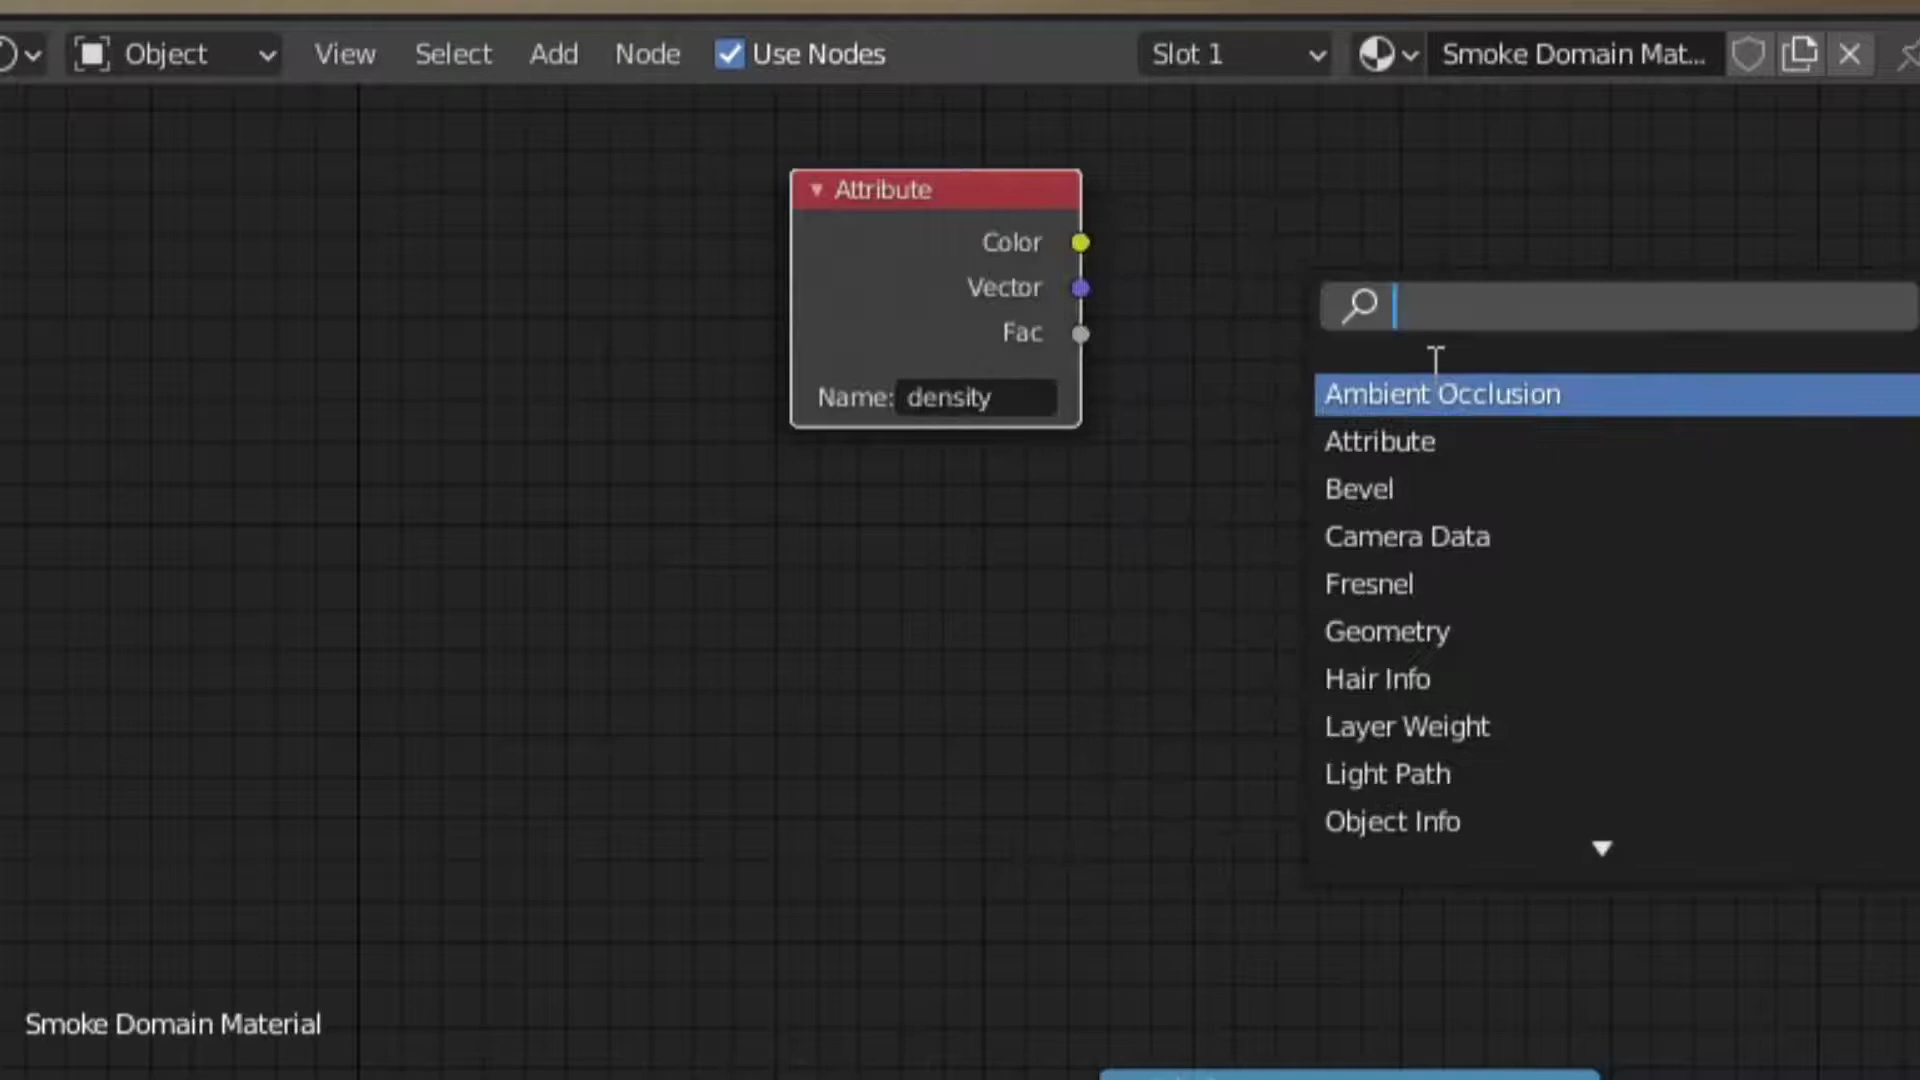 Object View Select Add Node Use Nodes Slot 1 Smoke Domain Mat...
Attribute
Color
Vector
Fac
Name: density
Ambient Occlusion
Attribute
Bevel
Camera Data
Fresnel
Geometry
Hair Info
Layer Weight
Light Path
Object Info
Smoke Domain Material